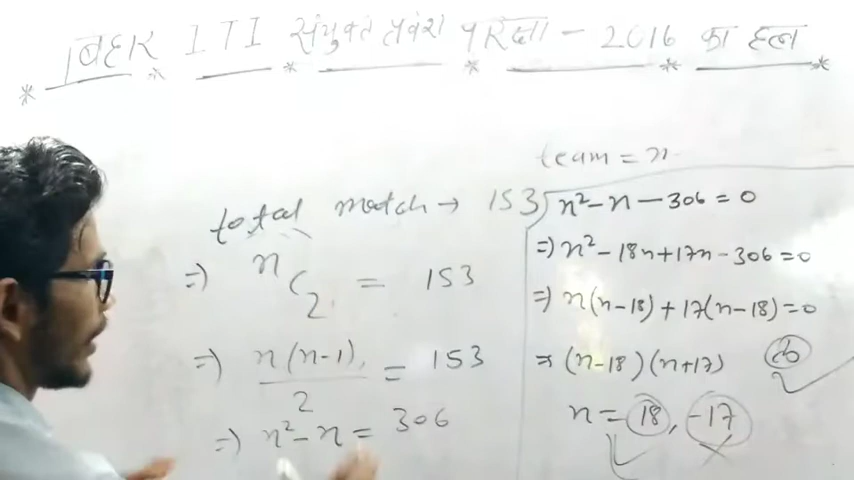 बिहार ITI संयुक्त प्रवेश परिक्षा - 2016 का हल
team = n
total match → 153
ⁿC₂ = 153
⇒ n(n-1)/2 = 153
⇒ n² - n = 306
n² - n - 306 = 0
⇒ n² - 18n + 17n - 306 = 0
⇒ n(n-18) + 17(n-18) = 0
⇒ (n-18)(n+17)
n = 18, -17